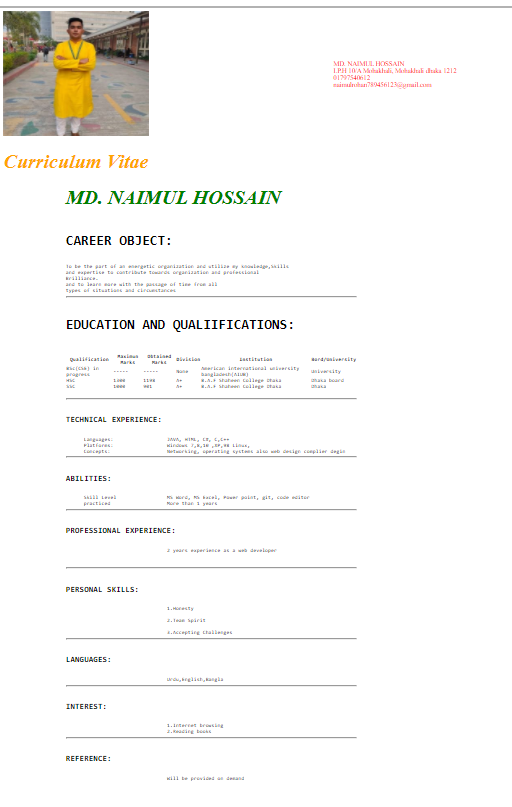 MD. NAIMUL HOSSAIN
I.P.H 10/A Mohakhali, Mohakhali dhaka 1212
01797540612
naimulrohan789456123@gmail.com
Curriculum Vitae
MD. NAIMUL HOSSAIN
CAREER OBJECT:
To be the part of an energetic organization and utilize my knowledge,Skills
and expertise to contribute towards organization and professional
Brilliance.
and to learn more with the passage of time from all
types of situations and circumstances
EDUCATION AND QUALIIFICATIONS:
Qualification Maximun Marks Obtained Marks Division institution Bord/University
BSc(CSE) in progress ----- ----- None American international university bangladesh(AIUB) University
HSC 1300 1198 A+ B.A.F Shaheen College Dhaka Dhaka board
SSC 1000 901 A+ B.A.F Shaheen College Dhaka Dhaka
TECHNICAL EXPERIENCE:
Languages: JAVA, HTML, C#, C,C++
Platforms: Windows 7,8,10 ,XP,98 Linux,
Concepts: Networking, operating systems also web design complier degin
ABILITIES:
Skill Level MS Word, MS Excel, Power point, git, code editor
practiced More than 1 years
PROFESSIONAL EXPERIENCE:
2 years experience as a web developer
PERSONAL SKILLS:
1.Honesty
2.Team Spirit
3.Accepting Challenges
LANGUAGES:
Urdu,English,Bangla
INTEREST:
1.Internet browsing
2.Reading books
REFERENCE:
Will be provided on demand